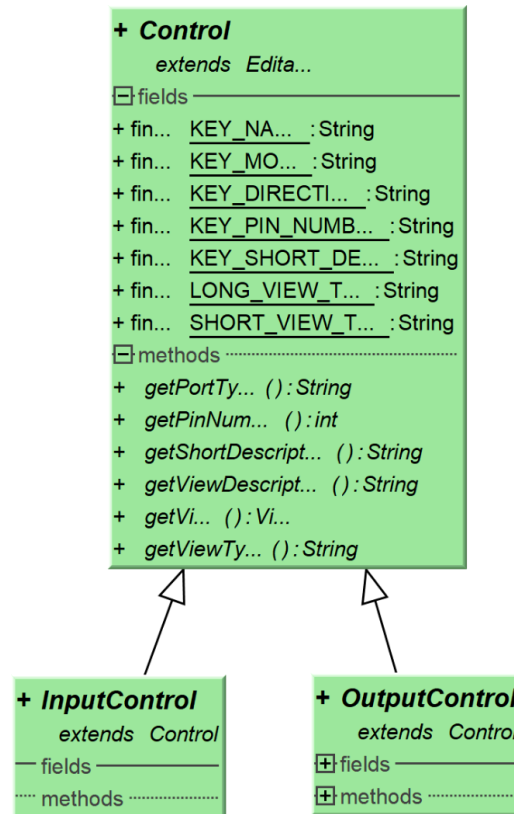 + Control
extends Edita...
fields
+ fin... KEY_NA... : String
+ fin... KEY_MO... : String
+ fin... KEY_DIRECTI... : String
+ fin... KEY_PIN_NUMB... : String
+ fin... KEY_SHORT_DE... : String
+ fin... LONG_VIEW_T... : String
+ fin... SHORT_VIEW_T... : String
methods
+ getPortTy... () : String
+ getPinNum... () : int
+ getShortDescript... () : String
+ getViewDescript... () : String
+ getVi... () : Vi...
+ getViewTy... () : String
+ InputControl
extends Control
fields
methods
+ OutputControl
extends Control
fields
methods